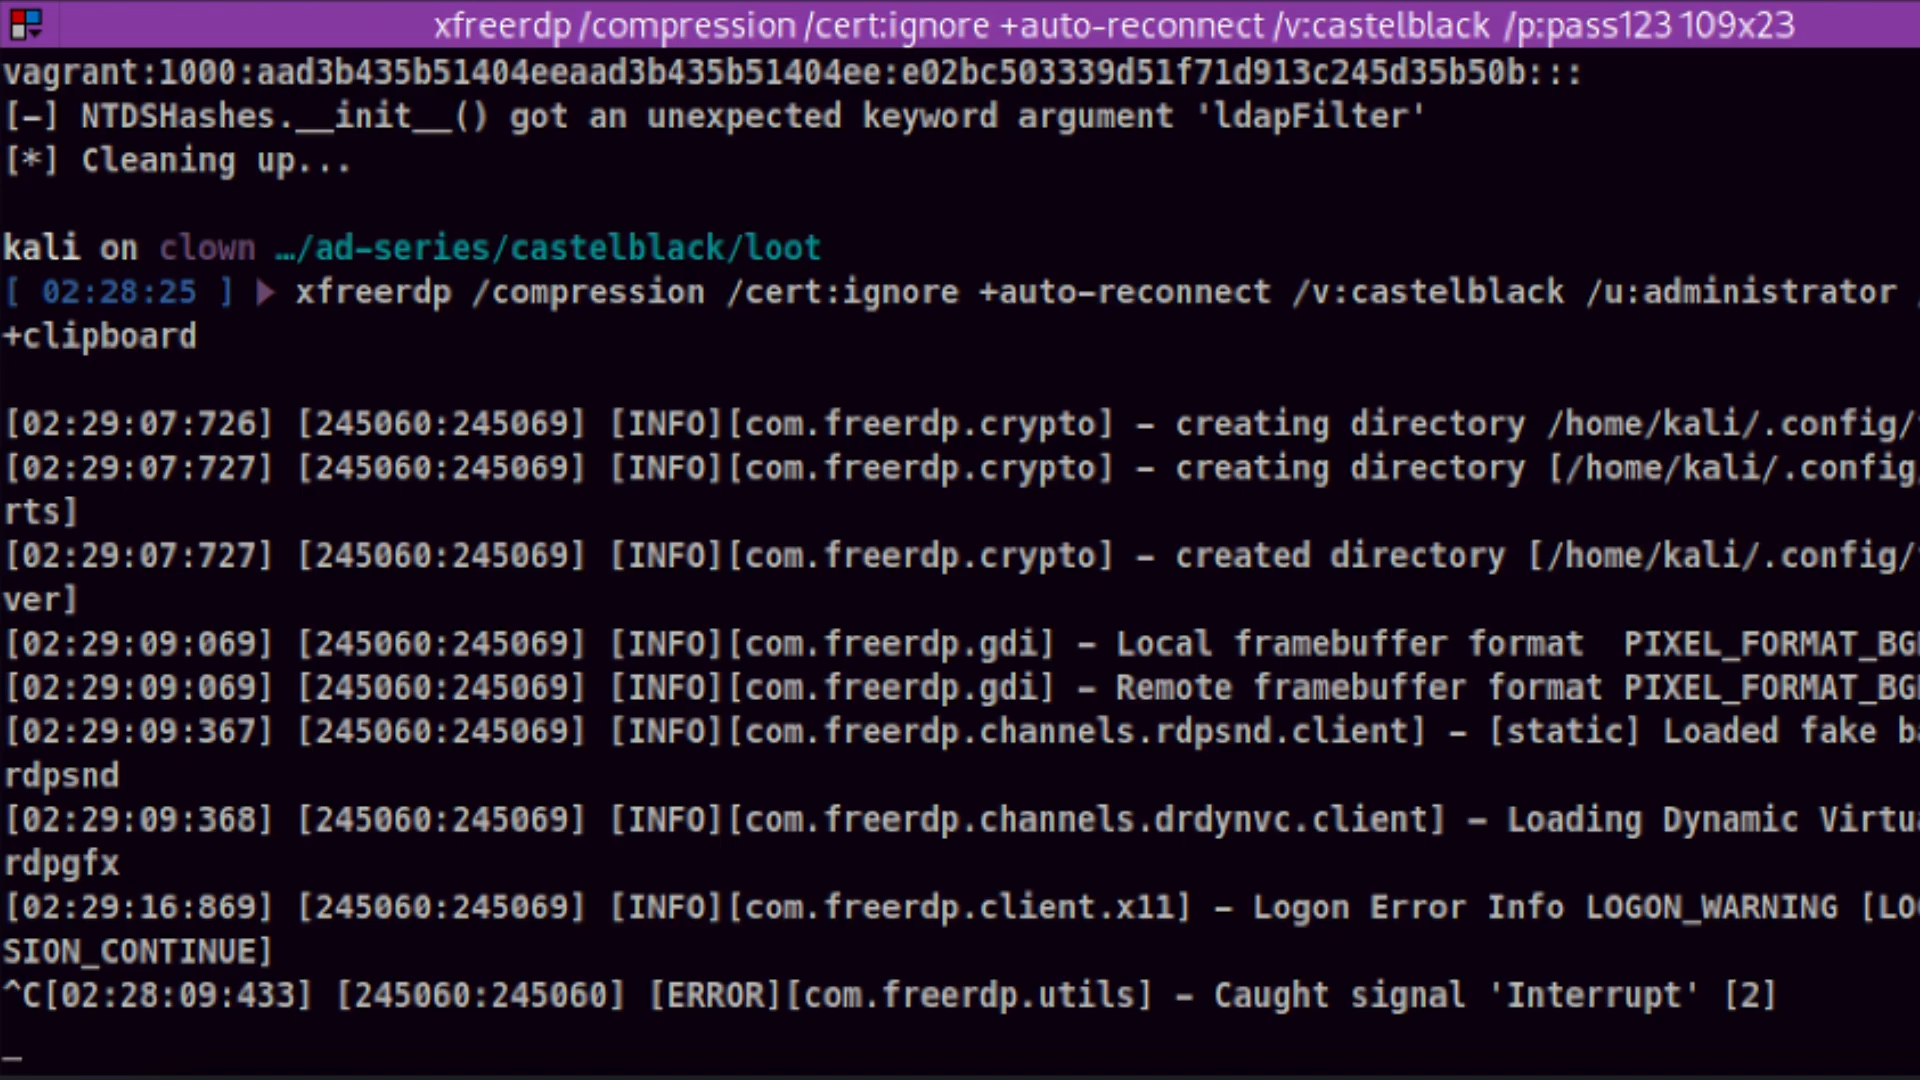 xfreerdp /compression /cert:ignore +auto-reconnect /v:castelblack /p:pass123 109x23
vagrant:1000:aad3b435b51404eeaad3b435b51404ee:e02bc503339d51f71d913c245d35b50b:::
[-] NTDSHashes.__init__() got an unexpected keyword argument 'ldapFilter'
[*] Cleaning up...
kali on clown …/ad-series/castelblack/loot
[ 02:28:25 ] ▶ xfreerdp /compression /cert:ignore +auto-reconnect /v:castelblack /u:administrator
+clipboard
[02:29:07:726] [245060:245069] [INFO][com.freerdp.crypto] - creating directory /home/kali/.config/
[02:29:07:727] [245060:245069] [INFO][com.freerdp.crypto] - creating directory [/home/kali/.config
rts]
[02:29:07:727] [245060:245069] [INFO][com.freerdp.crypto] - created directory [/home/kali/.config/
ver]
[02:29:09:069] [245060:245069] [INFO][com.freerdp.gdi] - Local framebuffer format  PIXEL_FORMAT_BG
[02:29:09:069] [245060:245069] [INFO][com.freerdp.gdi] - Remote framebuffer format PIXEL_FORMAT_BG
[02:29:09:367] [245060:245069] [INFO][com.freerdp.channels.rdpsnd.client] - [static] Loaded fake ba
rdpsnd
[02:29:09:368] [245060:245069] [INFO][com.freerdp.channels.drdynvc.client] - Loading Dynamic Virtu
rdpgfx
[02:29:16:869] [245060:245069] [INFO][com.freerdp.client.x11] - Logon Error Info LOGON_WARNING [LO
SION_CONTINUE]
^C[02:28:09:433] [245060:245060] [ERROR][com.freerdp.utils] - Caught signal 'Interrupt' [2]